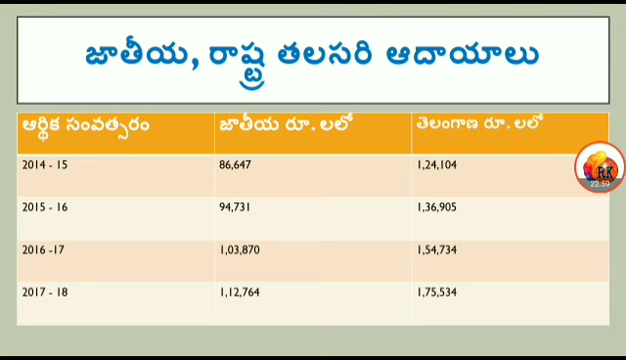 జాతీయ, రాష్ట్ర తలసరి ఆదాయాలు
ఆర్థిక సంవత్సరం జాతీయ రూ. లలో తెలంగాణ రూ. లలో
2014 - 15 86,647 1,24,104
RK
22:59
2015 - 16 94,731 1,36,905
2016 -17 1,03,870 1,54,734
2017 - 18 1,12,764 1,75,534